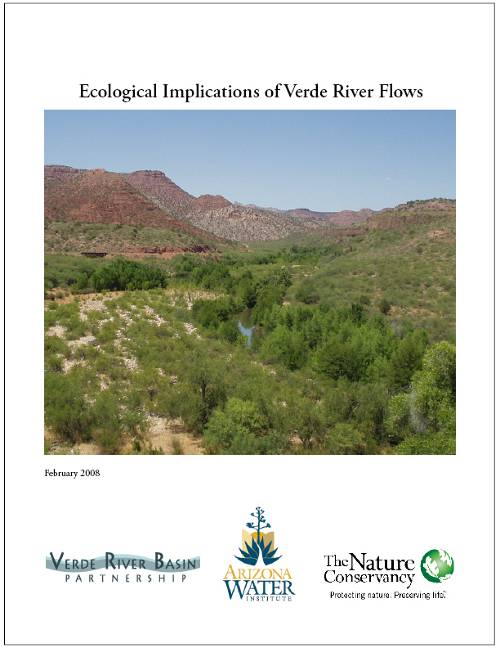 Ecological Implications of Verde River Flows
February 2008
VERDE RIVER BASIN
PARTNERSHIP
ARIZONA
WATER
INSTITUTE
The Nature
Conservancy
Protecting nature. Preserving life.